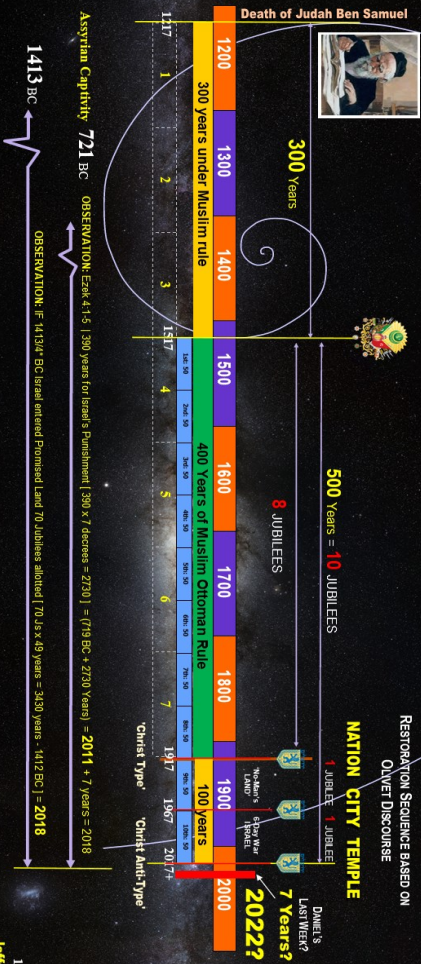 Death of Judah Ben Samuel
RESTORATION SEQUENCE BASED ON
OLIVET DISCOURSE
NATION CITY TEMPLE
300 Years
500 Years = 10 JUBILEES
1 JUBILEE
1 JUBILEE
8 JUBILEES
DANIEL'S
LAST WEEK?
7 Years?
2022?
'No-Man's
LAND'
6-Day War
ISRAEL
1200
1300
1400
1500
1600
1700
1800
1900
2000
300 years under Muslim rule
400 Years of Muslim Ottoman Rule
100 years
1st: 50
2nd: 50
3rd: 50
4th: 50
5th: 50
6th: 50
7th: 50
8th: 50
9th: 50
10th: 50
1217
1517
1917
1967
2017+
1
2
3
4
5
6
7
'Christ Type'
'Christ Anti-Type'
Assyrian Captivity 721 BC
OBSERVATION: Ezek 4:1-5 | 390 years for Israel's Punishment | 390 x 7 decrees = 2730 ] = (719 BC + 2730 Years) = 2011 + 7 years = 2018
1413 BC
OBSERVATION: IF 1413/4* BC Israel entered Promised Land 70 Jubilees allotted [ 70 Js x 49 years = 3430 years - 1412 BC ] = 2018